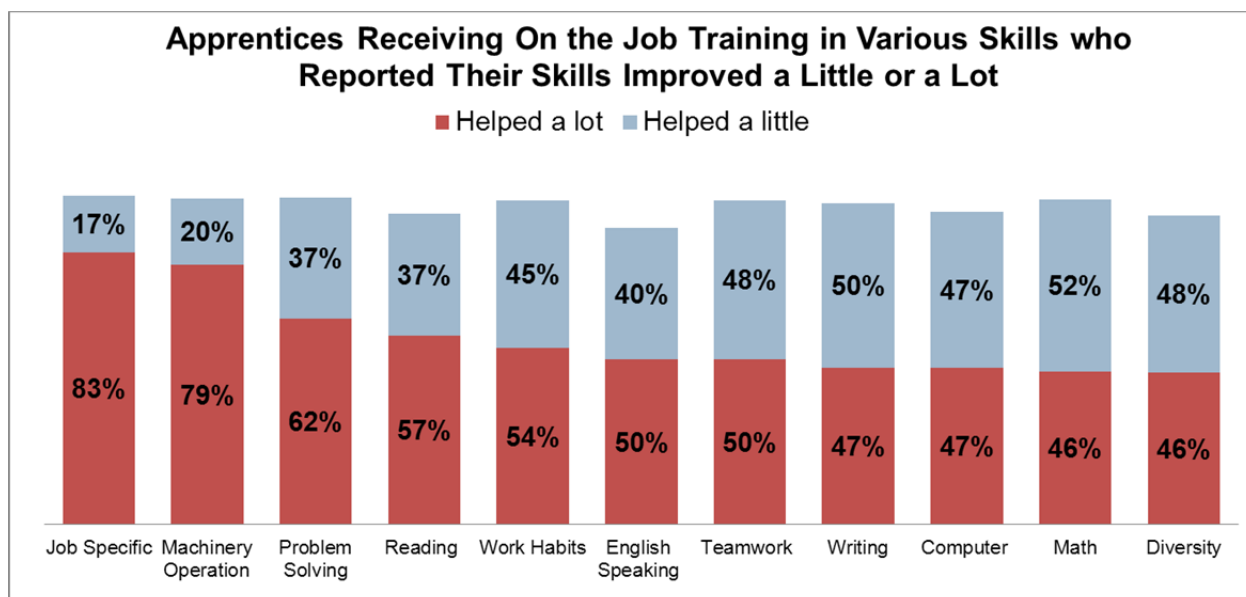 Apprentices Receiving On the Job Training in Various Skills who
Reported Their Skills Improved a Little or a Lot
Helped a lot Helped a little
17% 20% 37% 37% 45% 40% 48% 50% 47% 52% 48%
83% 79% 62% 57% 54% 50% 50% 47% 47% 46% 46%
Job Specific Machinery Problem Reading Work Habits English Teamwork Writing Computer Math Diversity
Operation Solving Speaking